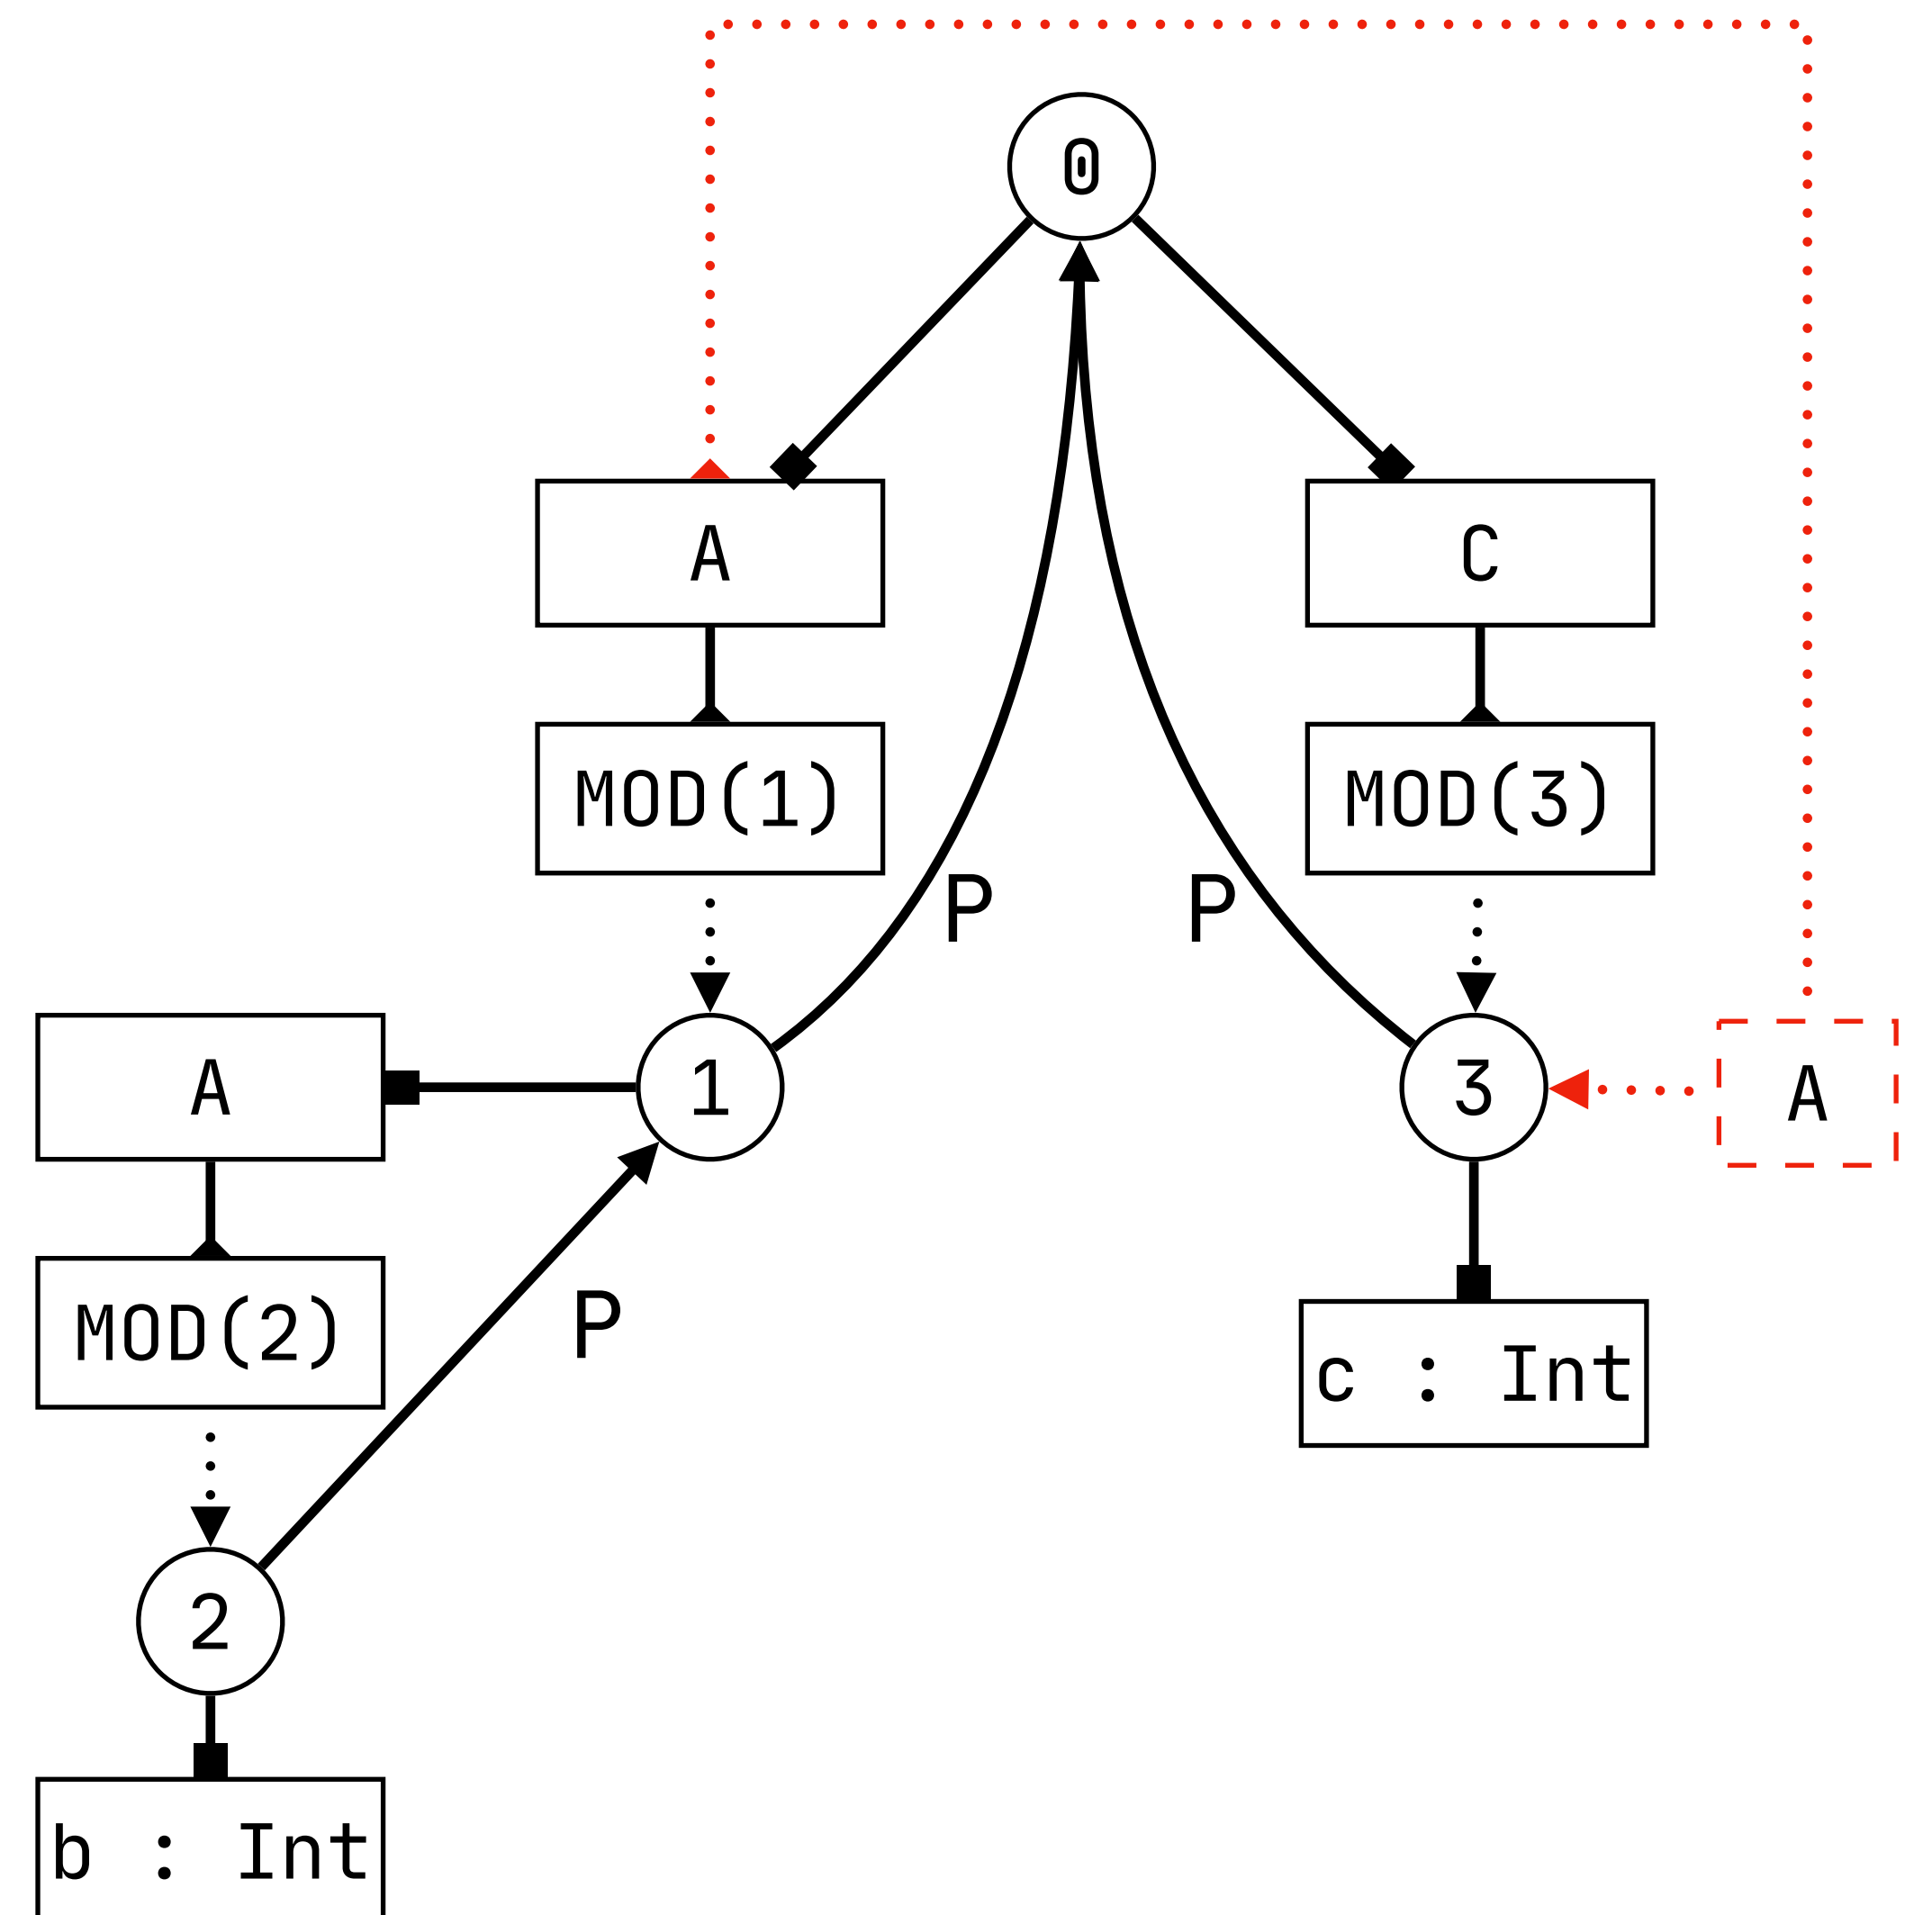 0
A
C
MOD(1)
MOD(3)
P
P
A
1
3
A
MOD(2)
P
c : Int
2
b : Int